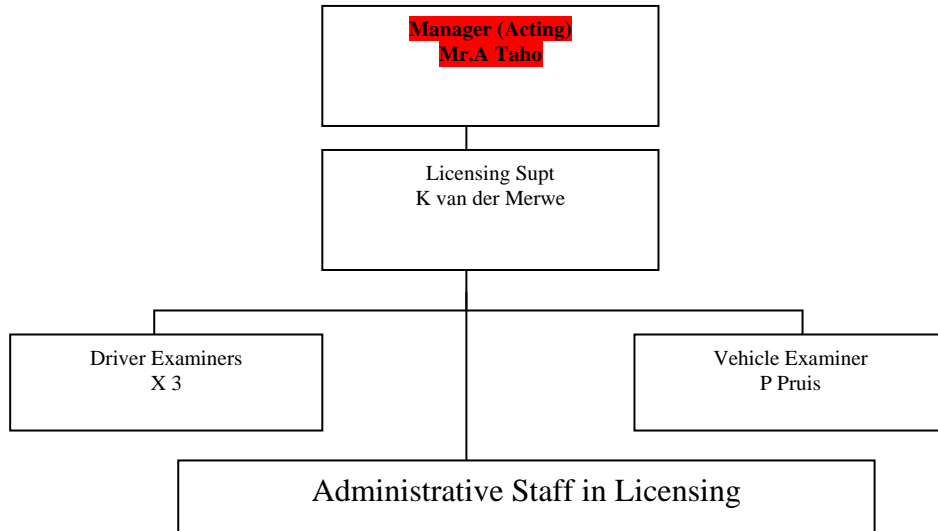 Manager (Acting)
Mr.A Taho
Licensing Supt
K van der Merwe
Driver Examiners
X 3
Vehicle Examiner
P Pruis
Administrative Staff in Licensing